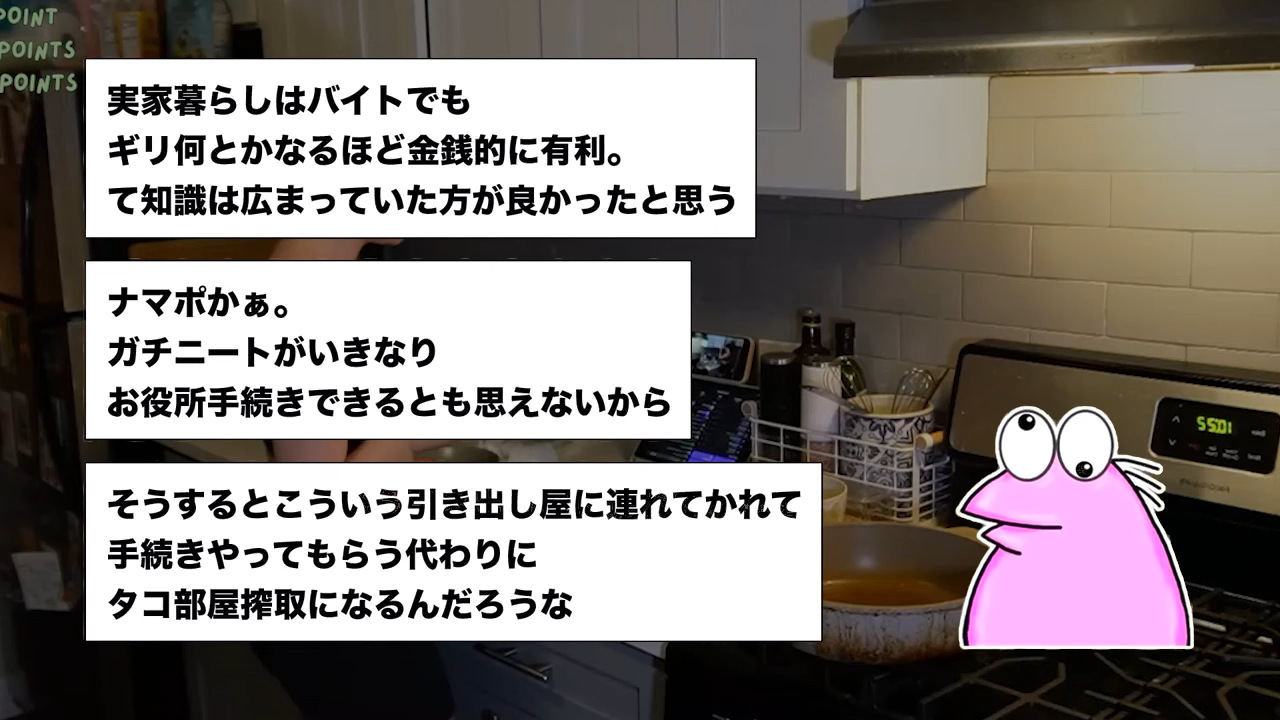 POINT
POINTS
POINTS
実家暮らしはバイトでも
ギリ何とかなるほど金銭的に有利。
て知識は広まっていた方が良かったと思う
ナマポかぁ。
ガチニートがいきなり
お役所手続きできるとも思えないから
そうするとこういう引き出し屋に連れてかれて
手続きやってもらう代わりに
タコ部屋搾取になるんだろうな